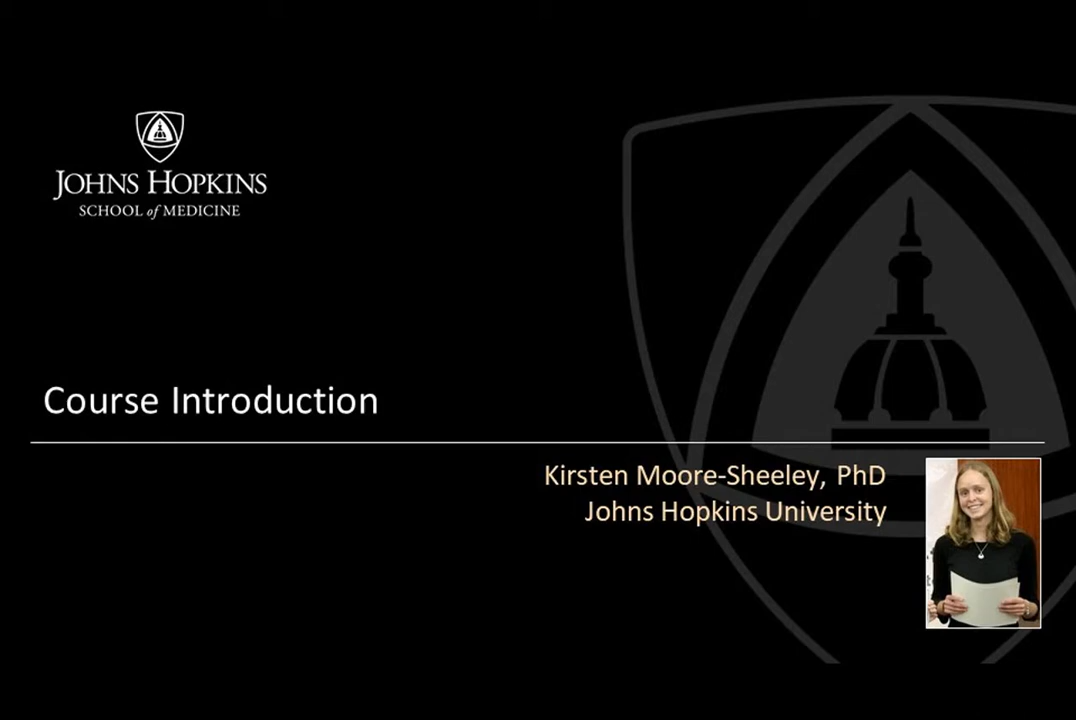 JOHNS HOPKINS
SCHOOL of MEDICINE
Course Introduction
Kirsten Moore-Sheeley, PhD
Johns Hopkins University